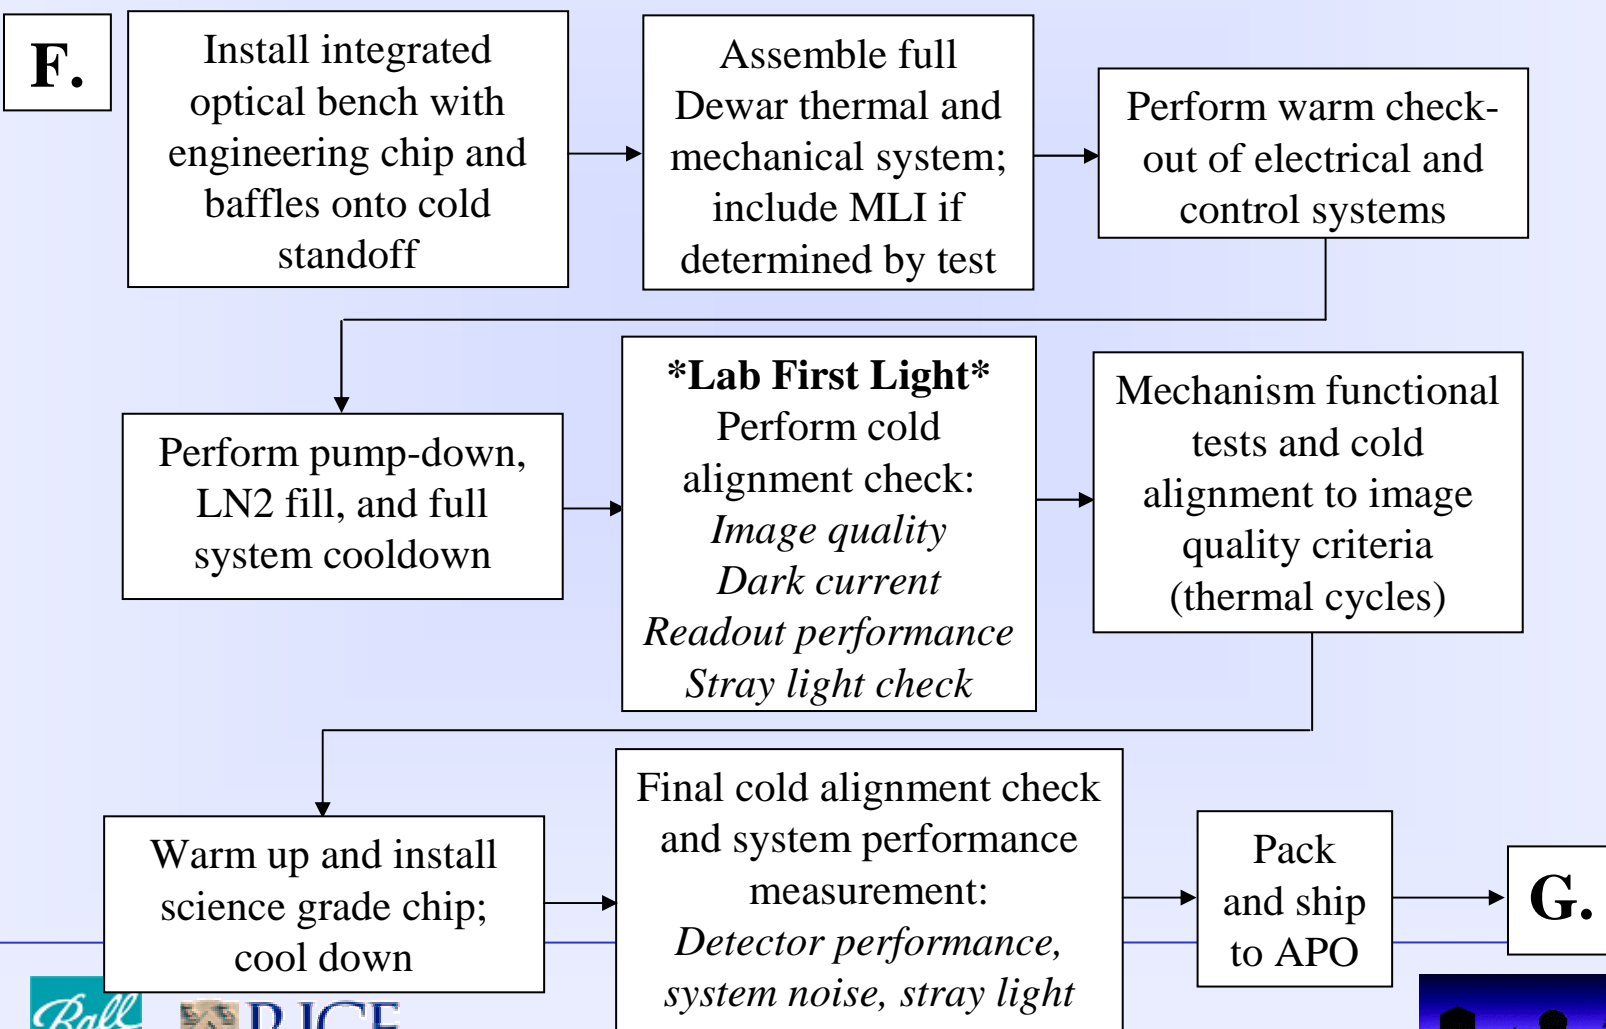 F.
Install integrated
optical bench with
engineering chip and
baffles onto cold
standoff
Assemble full
Dewar thermal and
mechanical system;
include MLI if
determined by test
Perform warm check-
out of electrical and
control systems
Perform pump-down,
LN2 fill, and full
system cooldown
*Lab First Light*
Perform cold
alignment check:
Image quality
Dark current
Readout performance
Stray light check
Mechanism functional
tests and cold
alignment to image
quality criteria
(thermal cycles)
Warm up and install
science grade chip;
cool down
Final cold alignment check
and system performance
measurement:
Detector performance,
system noise, stray light
Pack
and ship
to APO
G.
Ball
RICE